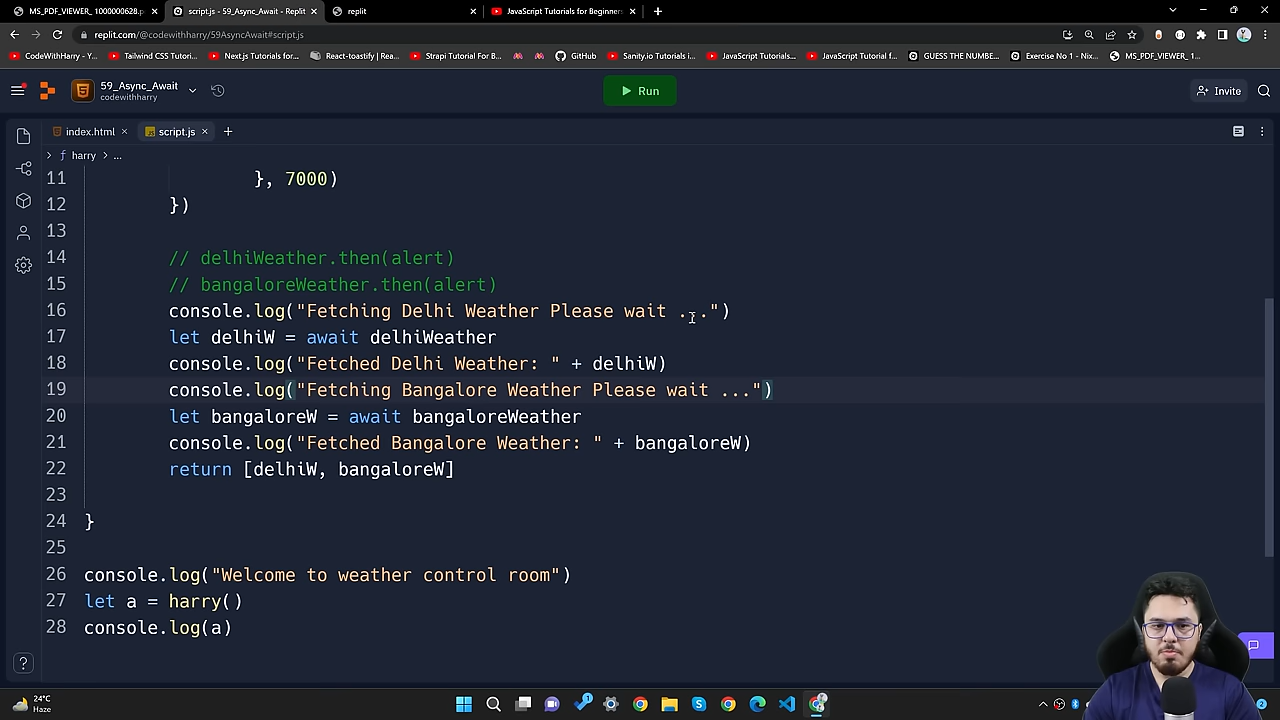 MS_PDF_VIEWER_1000000628.p
script.js - 59_Async_Await - Replit
replit
JavaScript Tutorials for Beginner
replit.com/@codewithharry/59AsyncAwait#script.js
CodeWithHarry - Y...
Tailwind CSS Tutori...
Next.js Tutorials for...
React-toastify | Rea...
Strapi Tutorial For B...
GitHub
Sanity.io Tutorials i...
JavaScript Tutorials...
JavaScript Tutorial f...
GUESS THE NUMBE...
Exercise No 1 - Nix...
MS_PDF_VIEWER_1...
59_Async_Await
codewithharry
Run
Invite
index.html
script.js
harry
...
11 }, 7000)
12 })
13
14 // delhiWeather.then(alert)
15 // bangaloreWeather.then(alert)
16 console.log("Fetching Delhi Weather Please wait ...")
17 let delhiW = await delhiWeather
18 console.log("Fetched Delhi Weather: " + delhiW)
19 console.log("Fetching Bangalore Weather Please wait ...")
20 let bangaloreW = await bangaloreWeather
21 console.log("Fetched Bangalore Weather: " + bangaloreW)
22 return [delhiW, bangaloreW]
23
24 }
25
26 console.log("Welcome to weather control room")
27 let a = harry()
28 console.log(a)
?
24°C
Haze
1
2